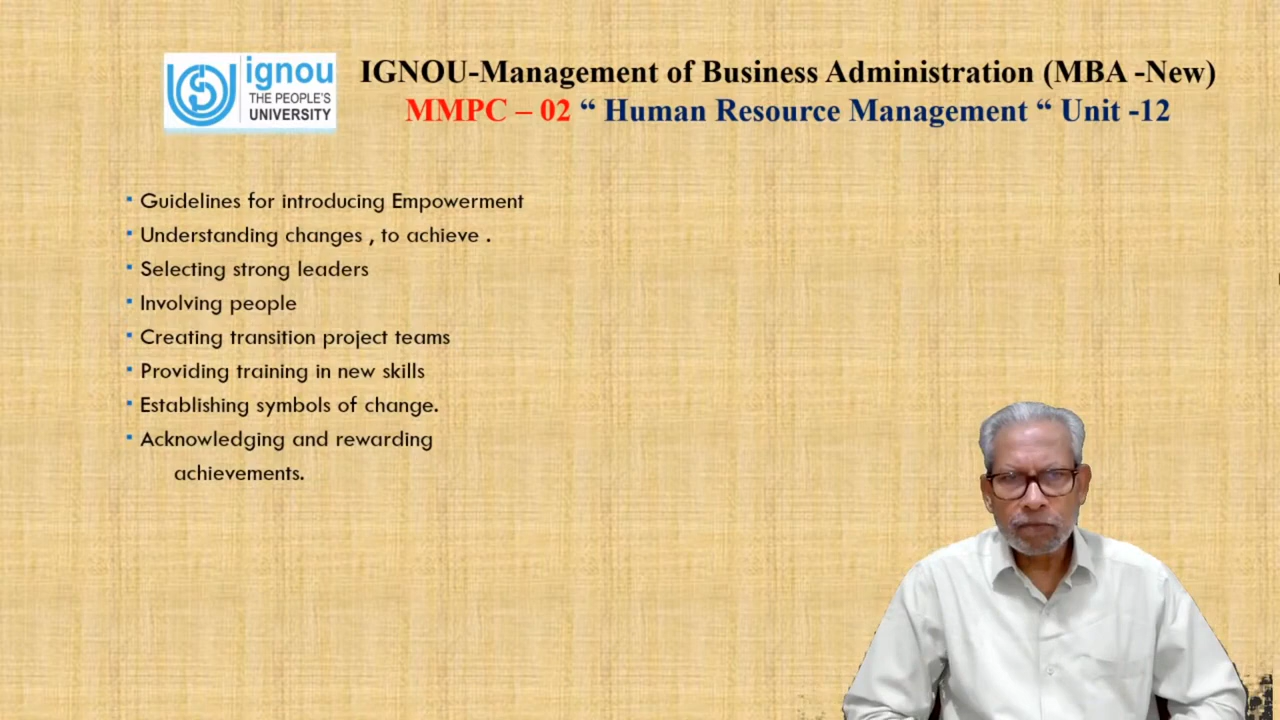 ignou
THE PEOPLE'S
UNIVERSITY
IGNOU-Management of Business Administration (MBA -New)
MMPC – 02 “ Human Resource Management “ Unit -12
Guidelines for introducing Empowerment
Understanding changes , to achieve .
Selecting strong leaders
Involving people
Creating transition project teams
Providing training in new skills
Establishing symbols of change.
Acknowledging and rewarding
achievements.